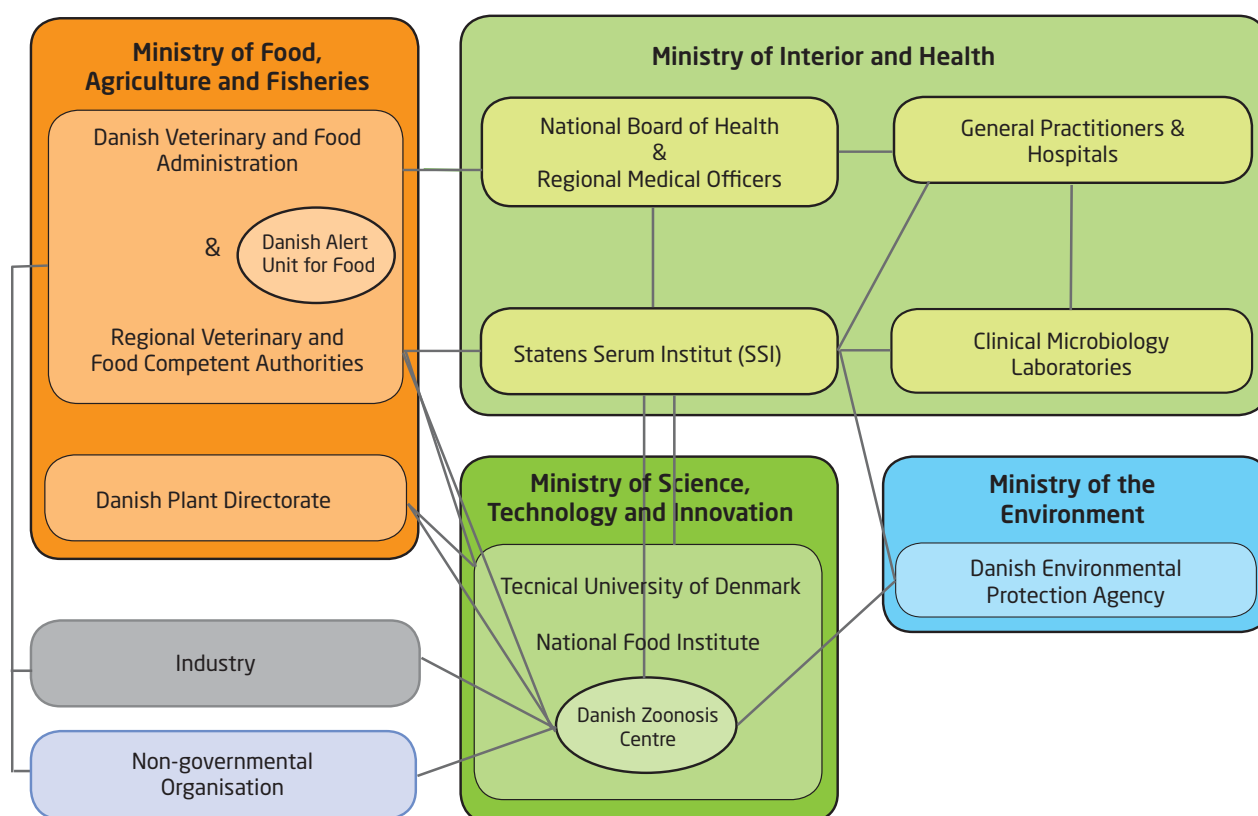 Ministry of Food,
Agriculture and Fisheries
Danish Veterinary and Food
Administration
&
Danish Alert
Unit for Food
Regional Veterinary and
Food Competent Authorities
Danish Plant Directorate
Ministry of Interior and Health
National Board of Health
&
Regional Medical Officers
General Practitioners &
Hospitals
Statens Serum Institut (SSI)
Clinical Microbiology
Laboratories
Ministry of Science,
Technology and Innovation
Tecnical University of Denmark
National Food Institute
Danish Zoonosis
Centre
Ministry of the
Environment
Danish Environmental
Protection Agency
Industry
Non-governmental
Organisation